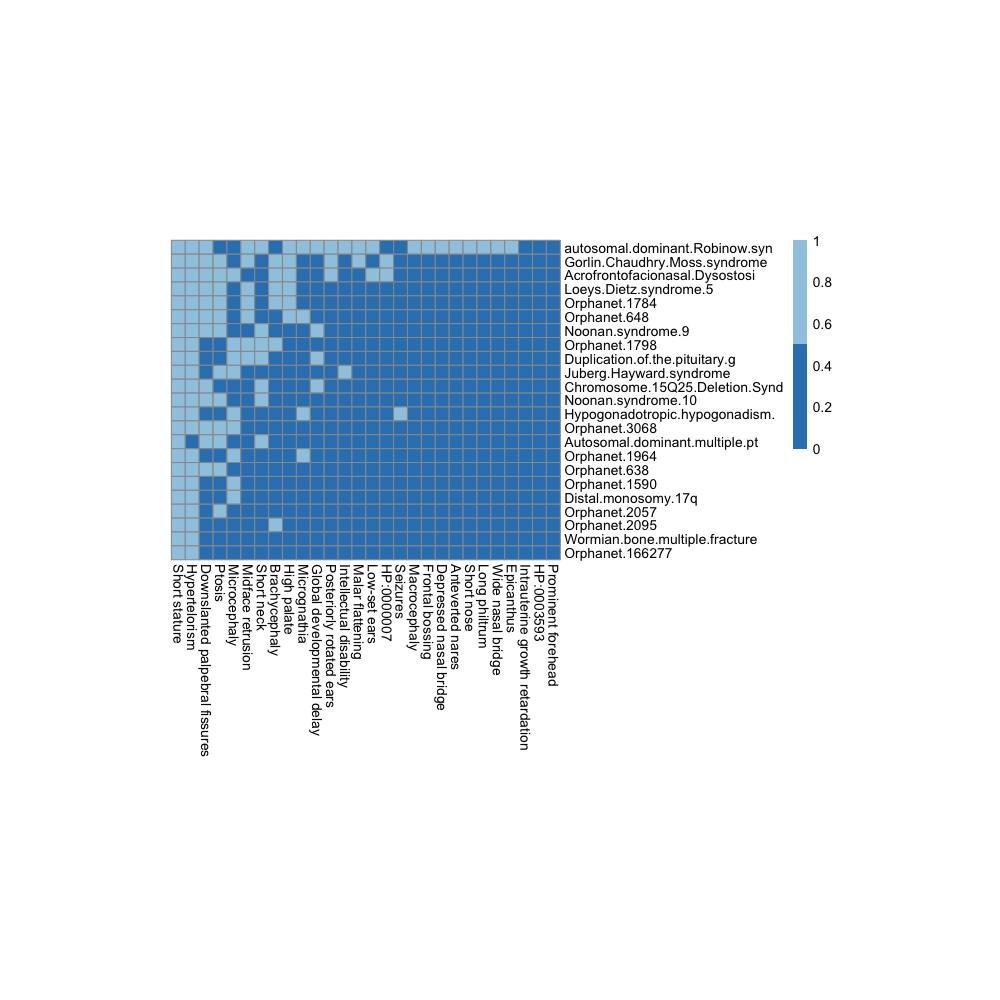 autosomal.dominant.Robinow.syn
Gorlin.Chaudhry.Moss.syndrome
Acrofrontofacionasal.Dysostosi
Loeys.Dietz.syndrome.5
Orphanet.1784
Orphanet.648
Noonan.syndrome.9
Orphanet.1798
Duplication.of.the.pituitary.g
Juberg.Hayward.syndrome
Chromosome.15Q25.Deletion.Synd
Noonan.syndrome.10
Hypogonadotropic.hypogonadism.
Orphanet.3068
Autosomal.dominant.multiple.pt
Orphanet.1964
Orphanet.638
Orphanet.1590
Distal.monosomy.17q
Orphanet.2057
Orphanet.2095
Wormian.bone.multiple.fracture
Orphanet.166277
1
0.8
0.6
0.4
0.2
0
Short stature
Hypertelorism
Downslanted palpebral fissures
Ptosis
Microcephaly
Midface retrusion
Short neck
Brachycephaly
High palate
Micrognathia
Global developmental delay
Posteriorly rotated ears
Intellectual disability
Malar flattening
Low-set ears
HP:0000007
Seizures
Macrocephaly
Frontal bossing
Depressed nasal bridge
Anteverted nares
Short nose
Long philtrum
Wide nasal bridge
Epicanthus
Intrauterine growth retardation
HP:0003593
Prominent forehead